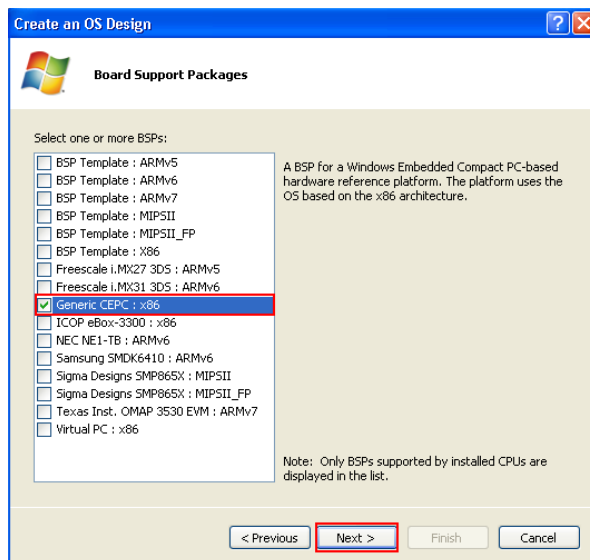 Create an OS Design
Board Support Packages
Select one or more BSPs:
BSP Template : ARMv5
BSP Template : ARMv6
BSP Template : ARMv7
BSP Template : MIPSII
BSP Template : MIPSII_FP
BSP Template : X86
Freescale i.MX27 3DS : ARMv5
Freescale i.MX31 3DS : ARMv6
Generic CEPC : x86
ICOP eBox-3300 : x86
NEC NE1-TB : ARMv6
Samsung SMDK6410 : ARMv6
Sigma Designs SMP865X : MIPSII
Sigma Designs SMP865X : MIPSII_FP
Texas Inst. OMAP 3530 EVM : ARMv7
Virtual PC : x86
A BSP for a Windows Embedded Compact PC-based
hardware reference platform. The platform uses the
OS based on the x86 architecture.
Note: Only BSPs supported by installed CPUs are
displayed in the list.
< Previous
Next >
Finish
Cancel